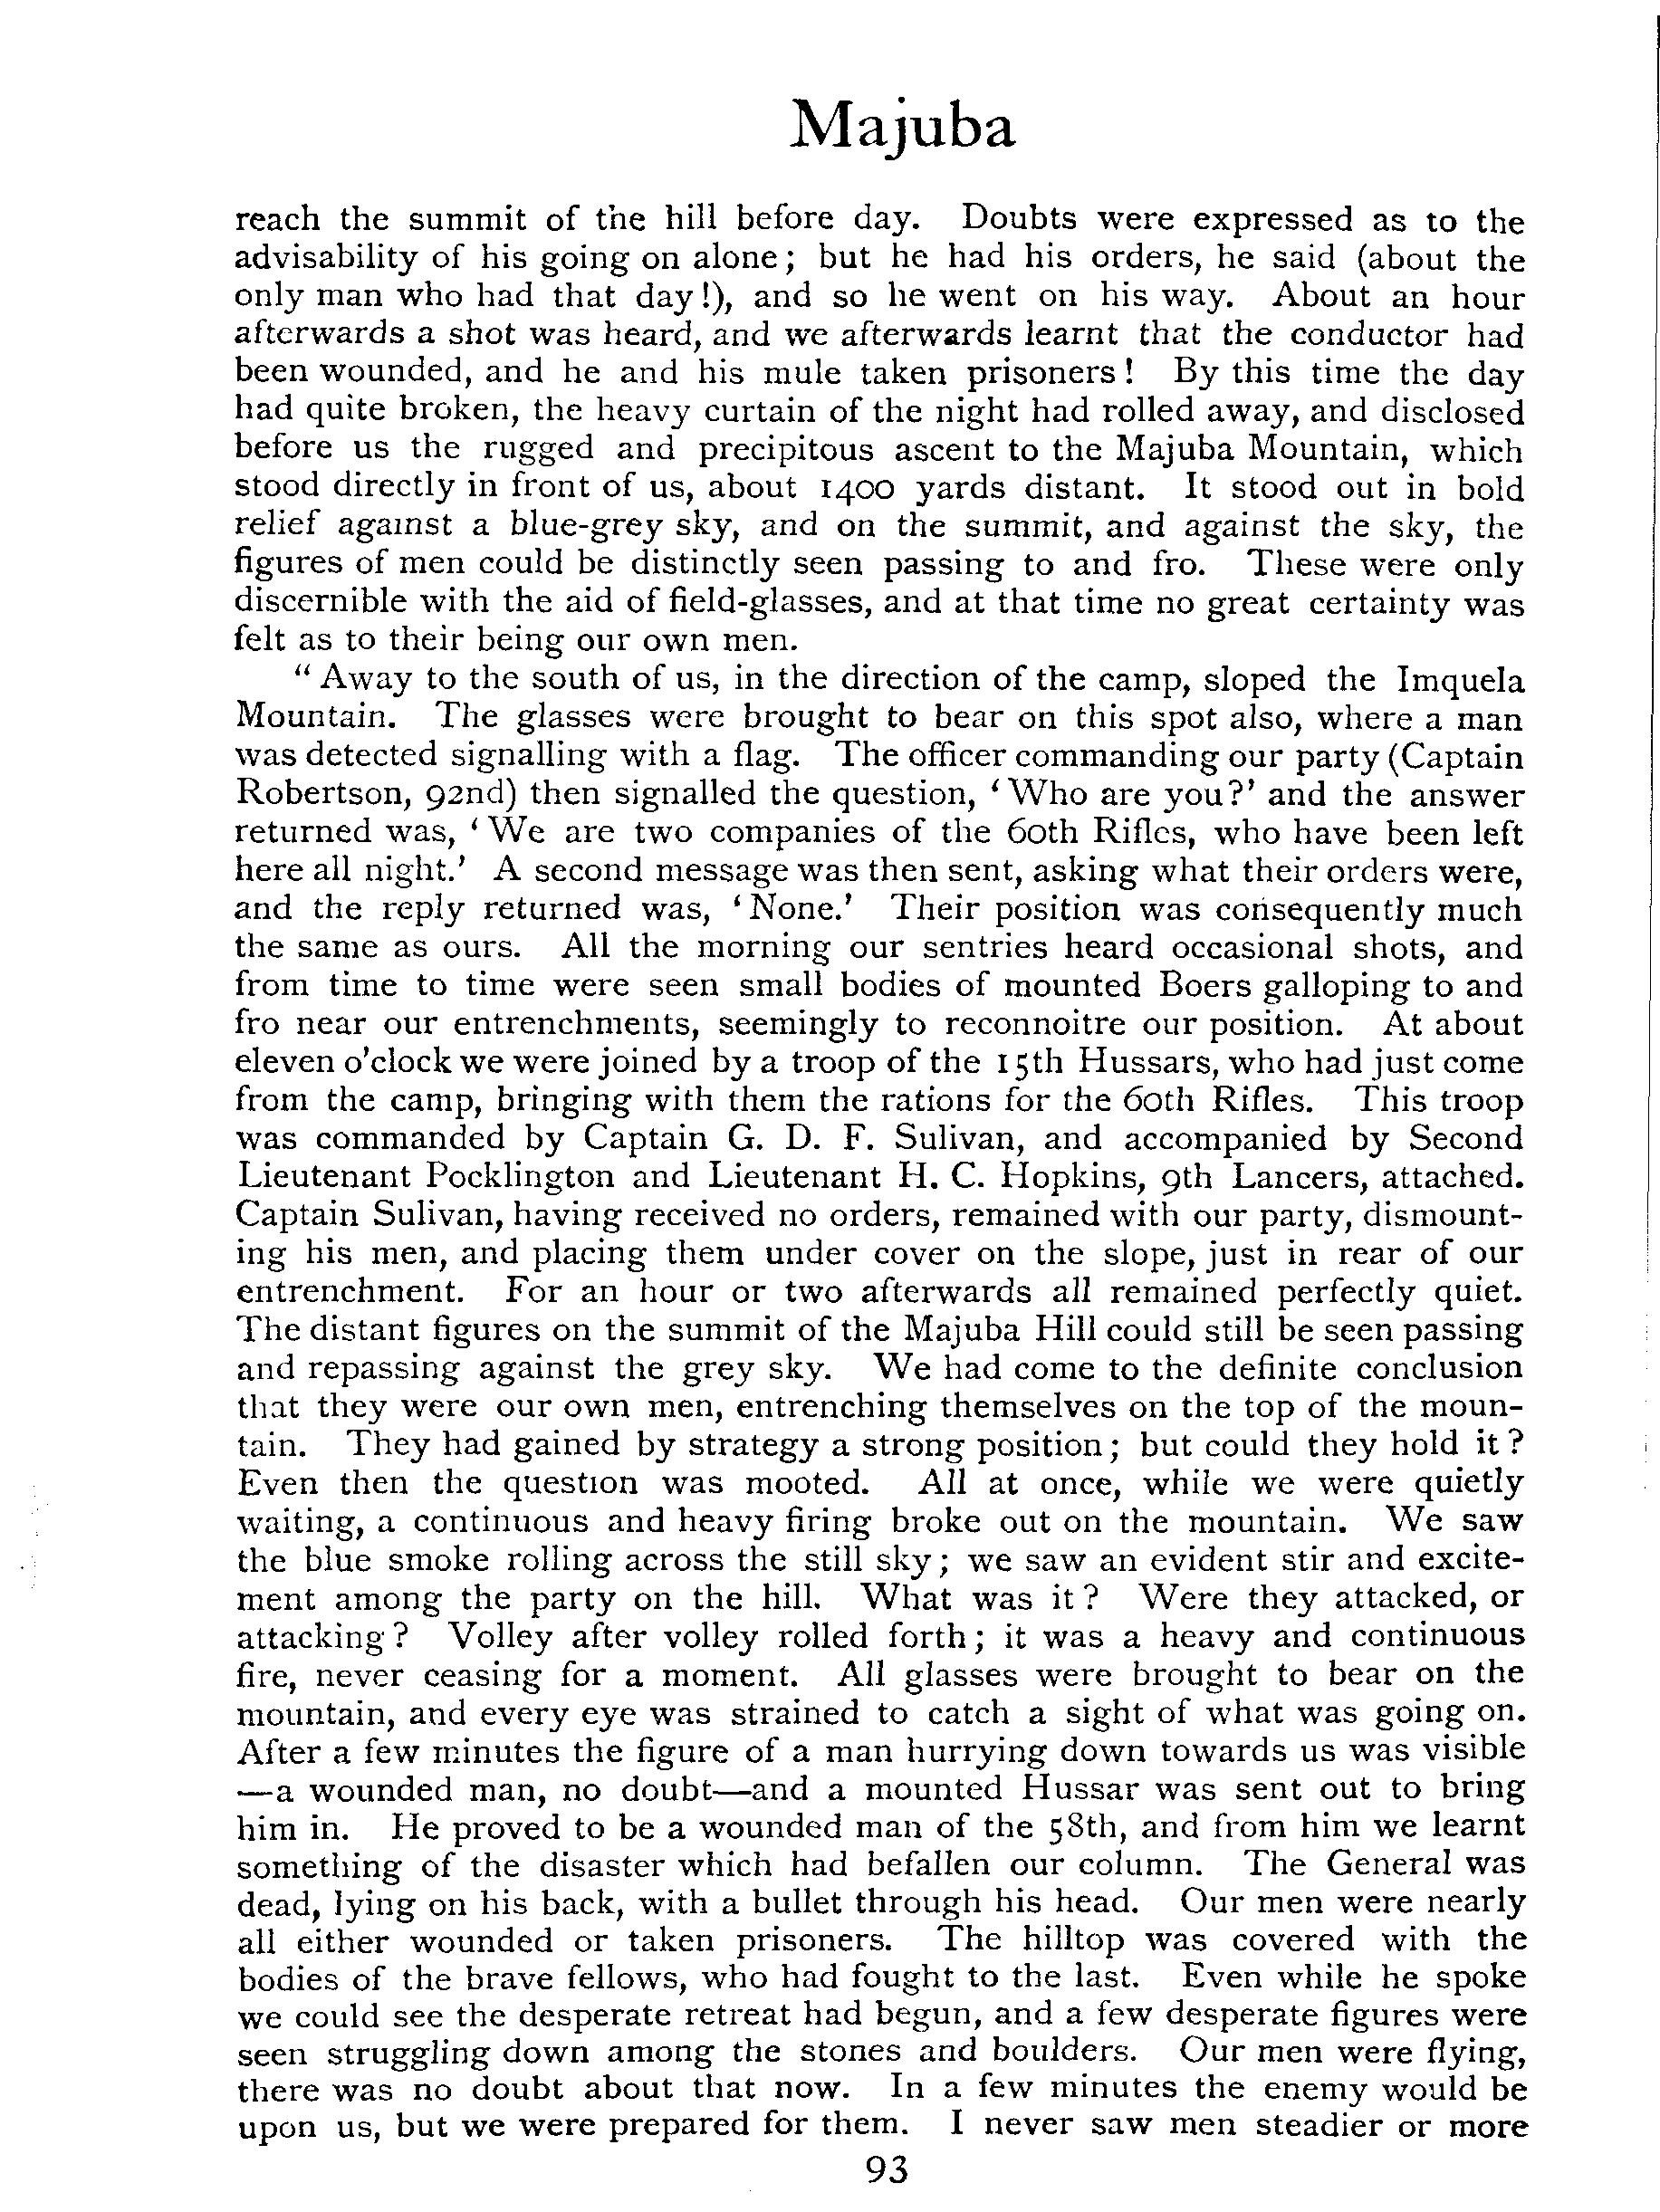 Majuba
reach the summit of the hill before day. Doubts were expressed as to the
advisability of his going on alone; but he had his orders, he said (about the
only man who had that day!), and so he went on his way. About an hour
afterwards a shot was heard, and we afterwards learnt that the conductor had
been wounded, and he and his mule taken prisoners! By this time the day
had quite broken, the heavy curtain of the night had rolled away, and disclosed
before us the rugged and precipitous ascent to the Majuba Mountain, which
stood directly in front of us, about 1400 yards distant. It stood out in bold
relief against a blue-grey sky, and on the summit, and against the sky, the
figures of men could be distinctly seen passing to and fro. These were only
discernible with the aid of field-glasses, and at that time no great certainty was
felt as to their being our own men.
“Away to the south of us, in the direction of the camp, sloped the Imquela
Mountain. The glasses were brought to bear on this spot also, where a man
was detected signalling with a flag. The officer commanding our party (Captain
Robertson, 92nd) then signalled the question, ‘Who are you?’ and the answer
returned was, ‘We are two companies of the 60th Rifles, who have been left
here all night.’ A second message was then sent, asking what their orders were,
and the reply returned was, ‘None.’ Their position was consequently much
the same as ours. All the morning our sentries heard occasional shots, and
from time to time were seen small bodies of mounted Boers galloping to and
fro near our entrenchments, seemingly to reconnoitre our position. At about
eleven o’clock we were joined by a troop of the 15th Hussars, who had just come
from the camp, bringing with them the rations for the 60th Rifles. This troop
was commanded by Captain G. D. F. Sulivan, and accompanied by Second
Lieutenant Pocklington and Lieutenant H. C. Hopkins, 9th Lancers, attached.
Captain Sulivan, having received no orders, remained with our party, dismount-
ing his men, and placing them under cover on the slope, just in rear of our
entrenchment. For an hour or two afterwards all remained perfectly quiet.
The distant figures on the summit of the Majuba Hill could still be seen passing
and repassing against the grey sky. We had come to the definite conclusion
that they were our own men, entrenching themselves on the top of the moun-
tain. They had gained by strategy a strong position; but could they hold it?
Even then the question was mooted. All at once, while we were quietly
waiting, a continuous and heavy firing broke out on the mountain. We saw
the blue smoke rolling across the still sky; we saw an evident stir and excite-
ment among the party on the hill. What was it? Were they attacked, or
attacking? Volley after volley rolled forth; it was a heavy and continuous
fire, never ceasing for a moment. All glasses were brought to bear on the
mountain, and every eye was strained to catch a sight of what was going on.
After a few minutes the figure of a man hurrying down towards us was visible
—a wounded man, no doubt—and a mounted Hussar was sent out to bring
him in. He proved to be a wounded man of the 58th, and from him we learnt
something of the disaster which had befallen our column. The General was
dead, lying on his back, with a bullet through his head. Our men were nearly
all either wounded or taken prisoners. The hilltop was covered with the
bodies of the brave fellows, who had fought to the last. Even while he spoke
we could see the desperate retreat had begun, and a few desperate figures were
seen struggling down among the stones and boulders. Our men were flying,
there was no doubt about that now. In a few minutes the enemy would be
upon us, but we were prepared for them. I never saw men steadier or more
93